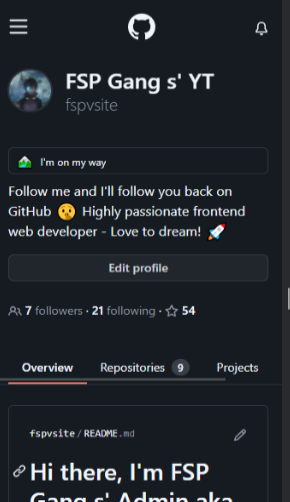 FSP Gang s' YT
fspvsite
I'm on my way
Follow me and I'll follow you back on
GitHub 🤫 Highly passionate frontend
web developer - Love to dream! 🚀
Edit profile
7 followers · 21 following · 54
Overview Repositories 9 Projects
fspvsite/README.md
Hi there, I'm FSP
Gang s' Admin aka